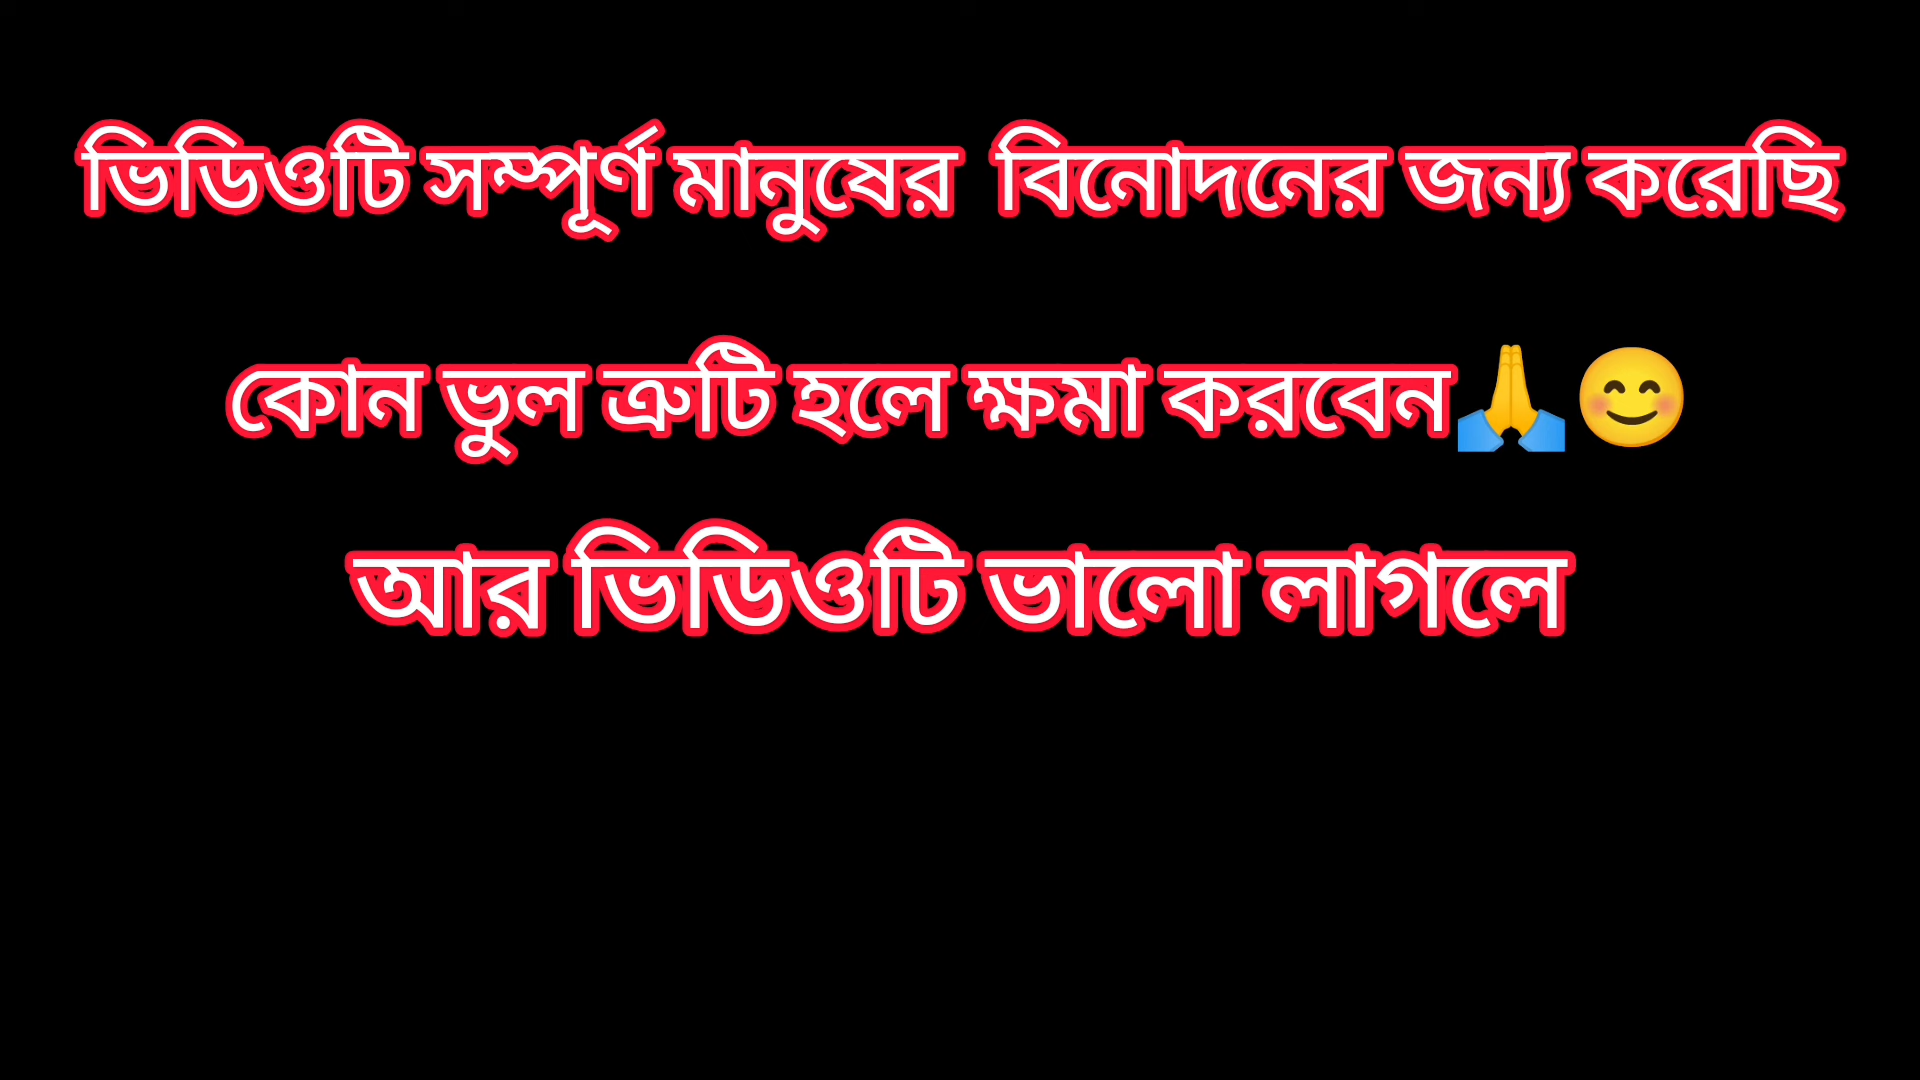 ভিডিওটি সম্পূর্ণ মানুষের বিনোদনের জন্য করেছি
কোন ভুল ত্রুটি হলে ক্ষমা করবেন🙏😊
আর ভিডিওটি ভালো লাগলে